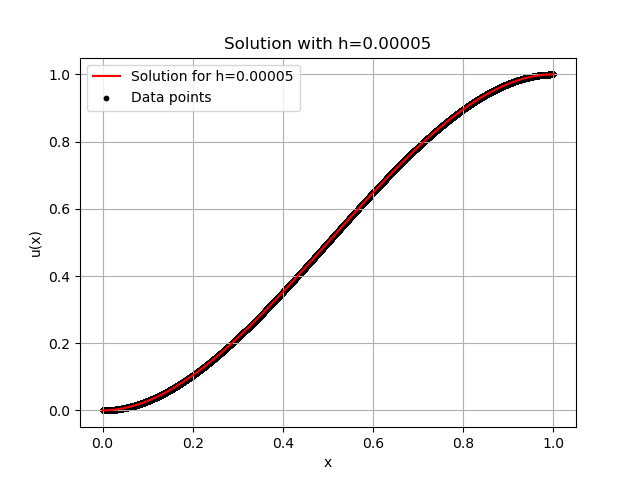 Solution with h=0.00005
Solution for h=0.00005
Data points
1.0
0.8
0.6
0.4
0.2
0.0
u(x)
0.0 0.2 0.4 0.6 0.8 1.0
x